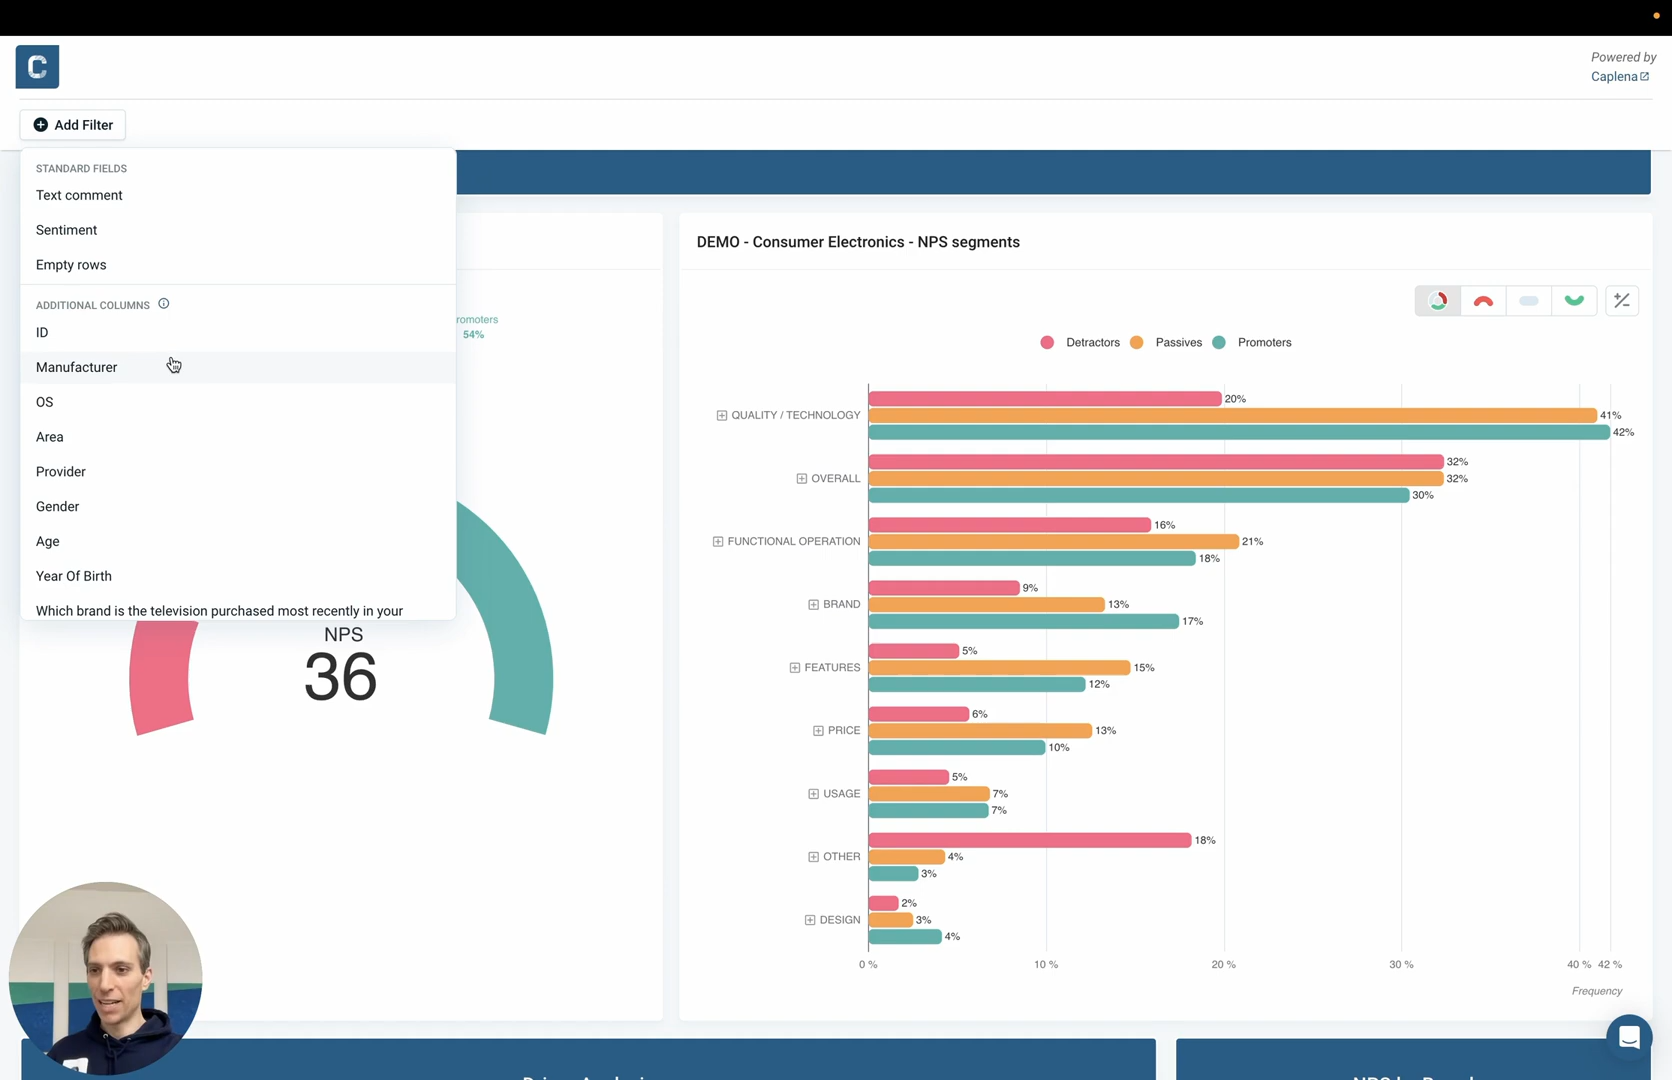 Powered by
C
Caplena
Add Filter
STANDARD FIELDS
Text comment
Sentiment
Empty rows
ADDITIONAL COLUMNS
ID
Manufacturer
OS
Area
Provider
Gender
Age
Year Of Birth
Which brand is the television purchased most recently in your
romoters
54%
NPS
36
DEMO - Consumer Electronics - NPS segments
Detractors Passives Promoters
QUALITY / TECHNOLOGY
20%
41%
42%
OVERALL
32%
32%
30%
FUNCTIONAL OPERATION
16%
21%
18%
BRAND
9%
13%
17%
FEATURES
5%
15%
12%
PRICE
6%
13%
10%
USAGE
5%
7%
7%
OTHER
18%
4%
3%
DESIGN
2%
3%
4%
0 % 10 % 20 % 30 % 40 % 42 %
Frequency